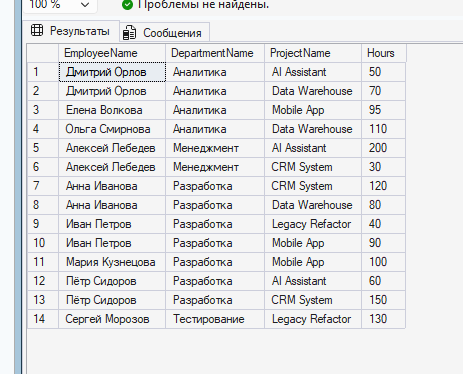 100 % Проблемы не найдены.
Результаты Сообщения
EmployeeName DepartmentName ProjectName Hours
1 Дмитрий Орлов Аналитика AI Assistant 50
2 Дмитрий Орлов Аналитика Data Warehouse 70
3 Елена Волкова Аналитика Mobile App 95
4 Ольга Смирнова Аналитика Data Warehouse 110
5 Алексей Лебедев Менеджмент AI Assistant 200
6 Алексей Лебедев Менеджмент CRM System 30
7 Анна Иванова Разработка CRM System 120
8 Анна Иванова Разработка Data Warehouse 80
9 Иван Петров Разработка Legacy Refactor 40
10 Иван Петров Разработка Mobile App 90
11 Мария Кузнецова Разработка Mobile App 100
12 Пётр Сидоров Разработка AI Assistant 60
13 Пётр Сидоров Разработка CRM System 150
14 Сергей Морозов Тестирование Legacy Refactor 130